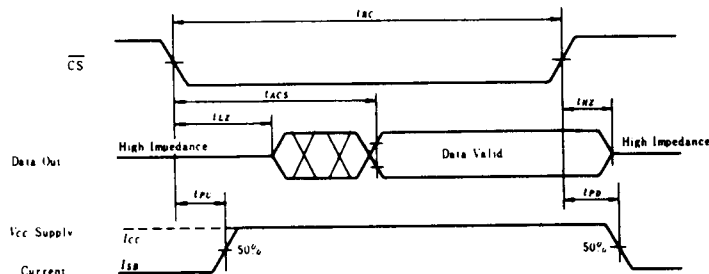 tRC
CS
tACS
tLZ
tHZ
High Impedance
High Impedance
Data Out
Data Valid
tPU
tPD
Vcc Supply
ICC
50%
50%
Current
ISB